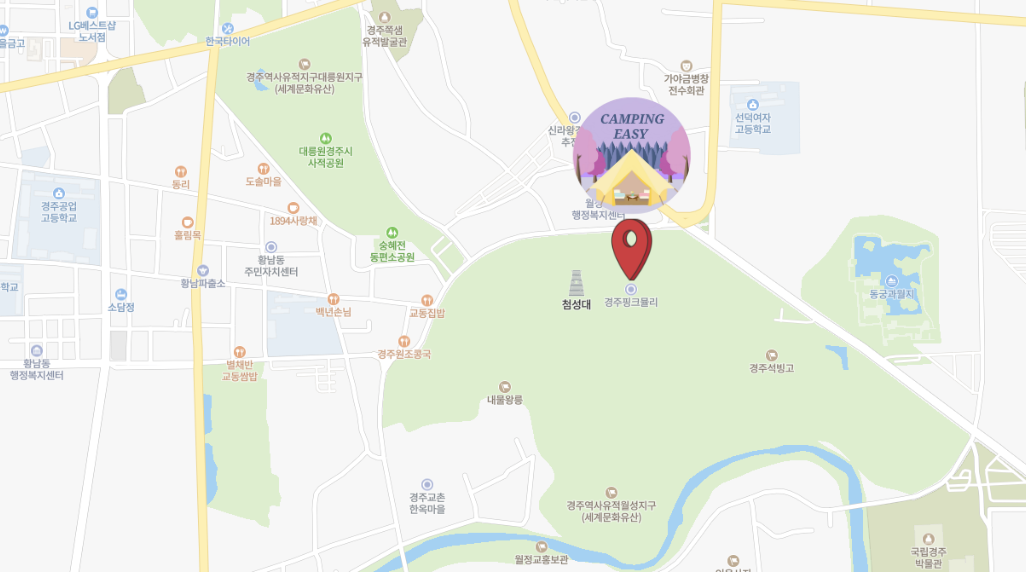 LG베스트샵
도서점
한국타이어
경주쪽샘
유적발굴관
경주역사유적지구대릉원지구
(세계문화유산)
가야금병창
전수회관
선덕여자
고등학교
CAMPING
EASY
대릉원경주시
사적공원
동리
도솔마을
경주공업
고등학교
1894사랑채
홀림목
행정복지센터
숭혜전
동편소공원
황남동
주민자치센터
황남파출소
소담정
첨성대
경주핑크뮬리
동궁과월지
백년손님
교동집밥
경주원조콩국
별채반
교동쌈밥
황남동
행정복지센터
경주석빙고
내물왕릉
경주교촌
한옥마을
경주역사유적월성지구
(세계문화유산)
월정교홍보관
국립경주
박물관